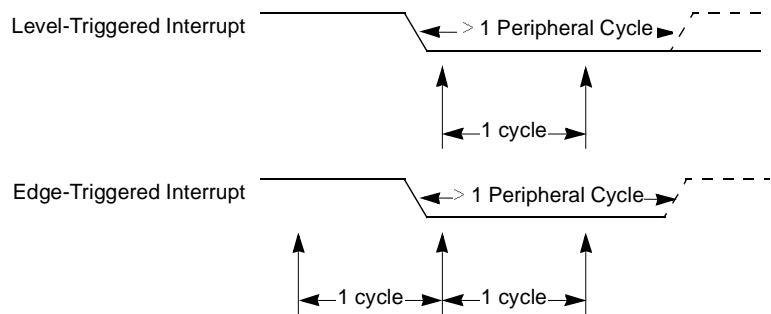 Level-Triggered Interrupt
> 1 Peripheral Cycle
1 cycle
Edge-Triggered Interrupt
> 1 Peripheral Cycle
1 cycle
1 cycle